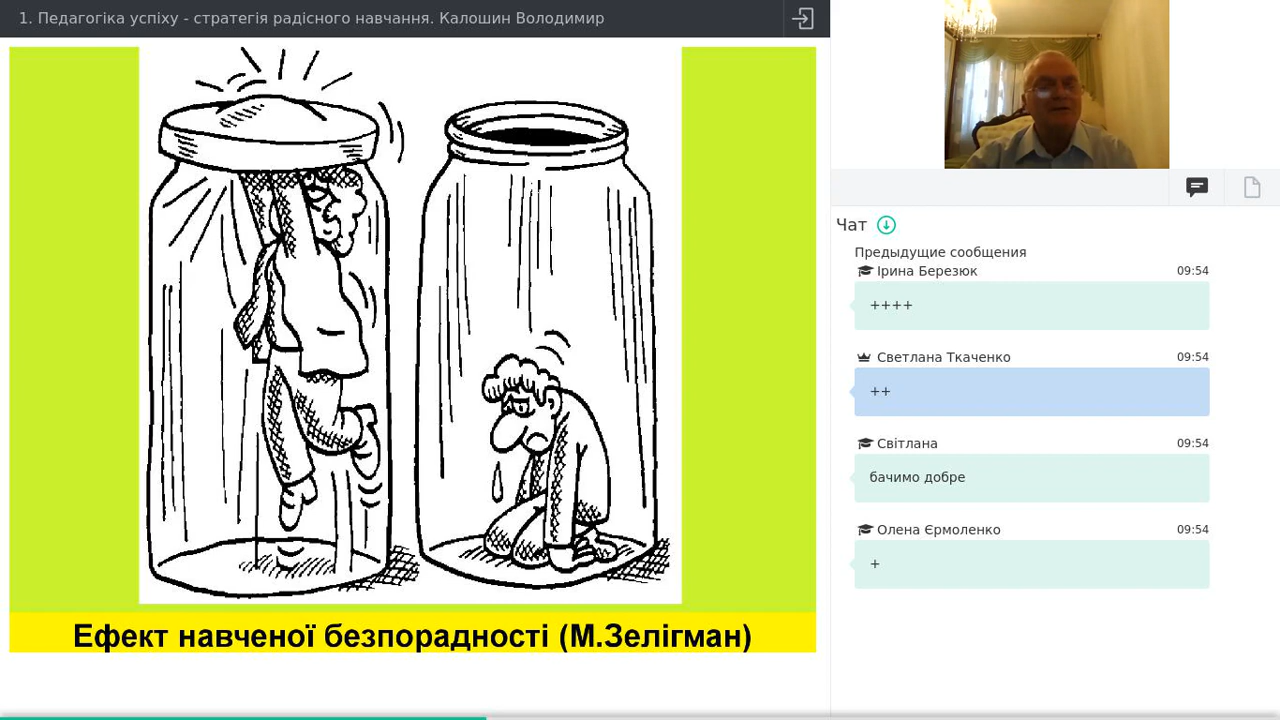 1. Педагогіка успіху - стратегія радісного навчання. Калошин Володимир
Ефект навченої безпорадності (М.Зелігман)
Чат
Предыдущие сообщения
Ірина Березюк 09:54
++++
Светлана Ткаченко 09:54
++
Світлана 09:54
бачимо добре
Олена Єрмоленко 09:54
+